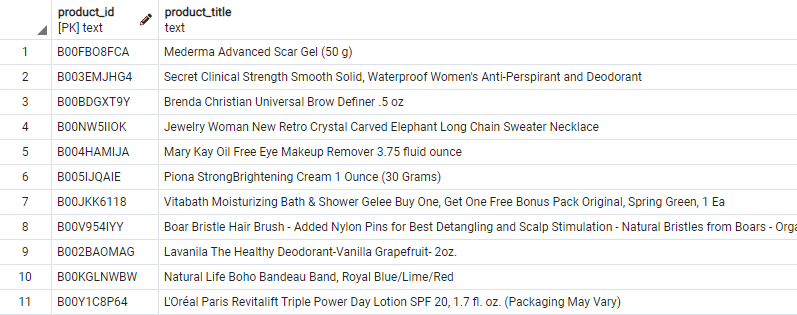 product_id product_title
[PK] text text
1 B00FBO8FCA Mederma Advanced Scar Gel (50 g)
2 B003EMJHG4 Secret Clinical Strength Smooth Solid, Waterproof Women's Anti-Perspirant and Deodorant
3 B00BDGXT9Y Brenda Christian Universal Brow Definer .5 oz
4 B00NW5IIOK Jewelry Woman New Retro Crystal Carved Elephant Long Chain Sweater Necklace
5 B004HAMIJA Mary Kay Oil Free Eye Makeup Remover 3.75 fluid ounce
6 B005IJQAIE Piona StrongBrightening Cream 1 Ounce (30 Grams)
7 B00JKK6118 Vitabath Moisturizing Bath & Shower Gelee Buy One, Get One Free Bonus Pack Original, Spring Green, 1 Ea
8 B00V954IYY Boar Bristle Hair Brush - Added Nylon Pins for Best Detangling and Scalp Stimulation - Natural Bristles from Boars - Orga
9 B002BAOMAG Lavanila The Healthy Deodorant-Vanilla Grapefruit- 2oz.
10 B00KGLNWBW Natural Life Boho Bandeau Band, Royal Blue/Lime/Red
11 B00Y1C8P64 L'Oréal Paris Revitalift Triple Power Day Lotion SPF 20, 1.7 fl. oz. (Packaging May Vary)